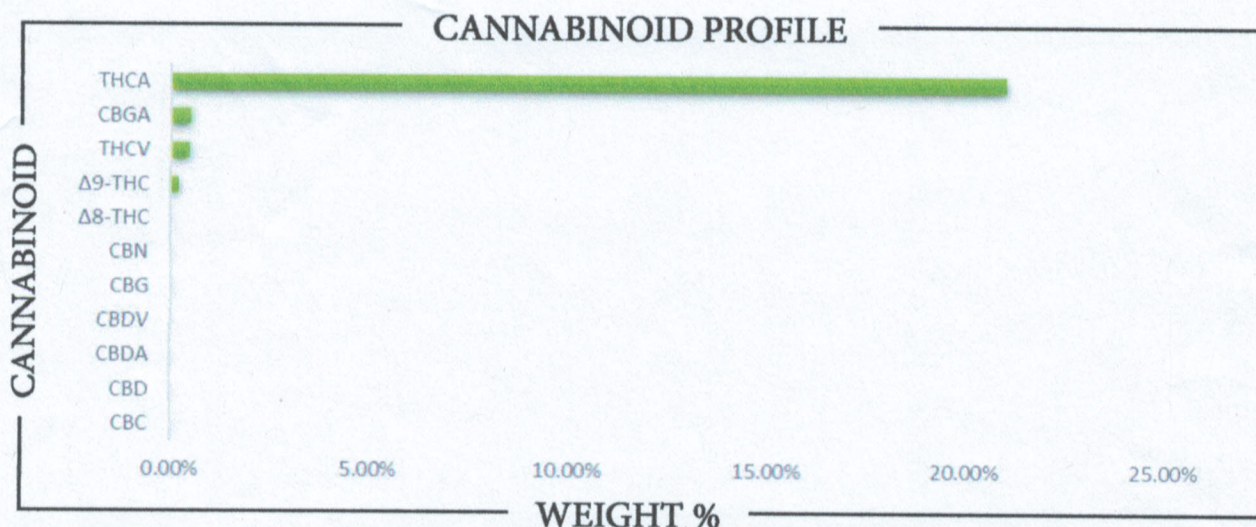 CANNABINOID PROFILE
CANNABINOID
THCA
CBGA
THCV
Δ9-THC
Δ8-THC
CBN
CBG
CBDV
CBDA
CBD
CBC
0.00% 5.00% 10.00% 15.00% 20.00% 25.00%
WEIGHT %